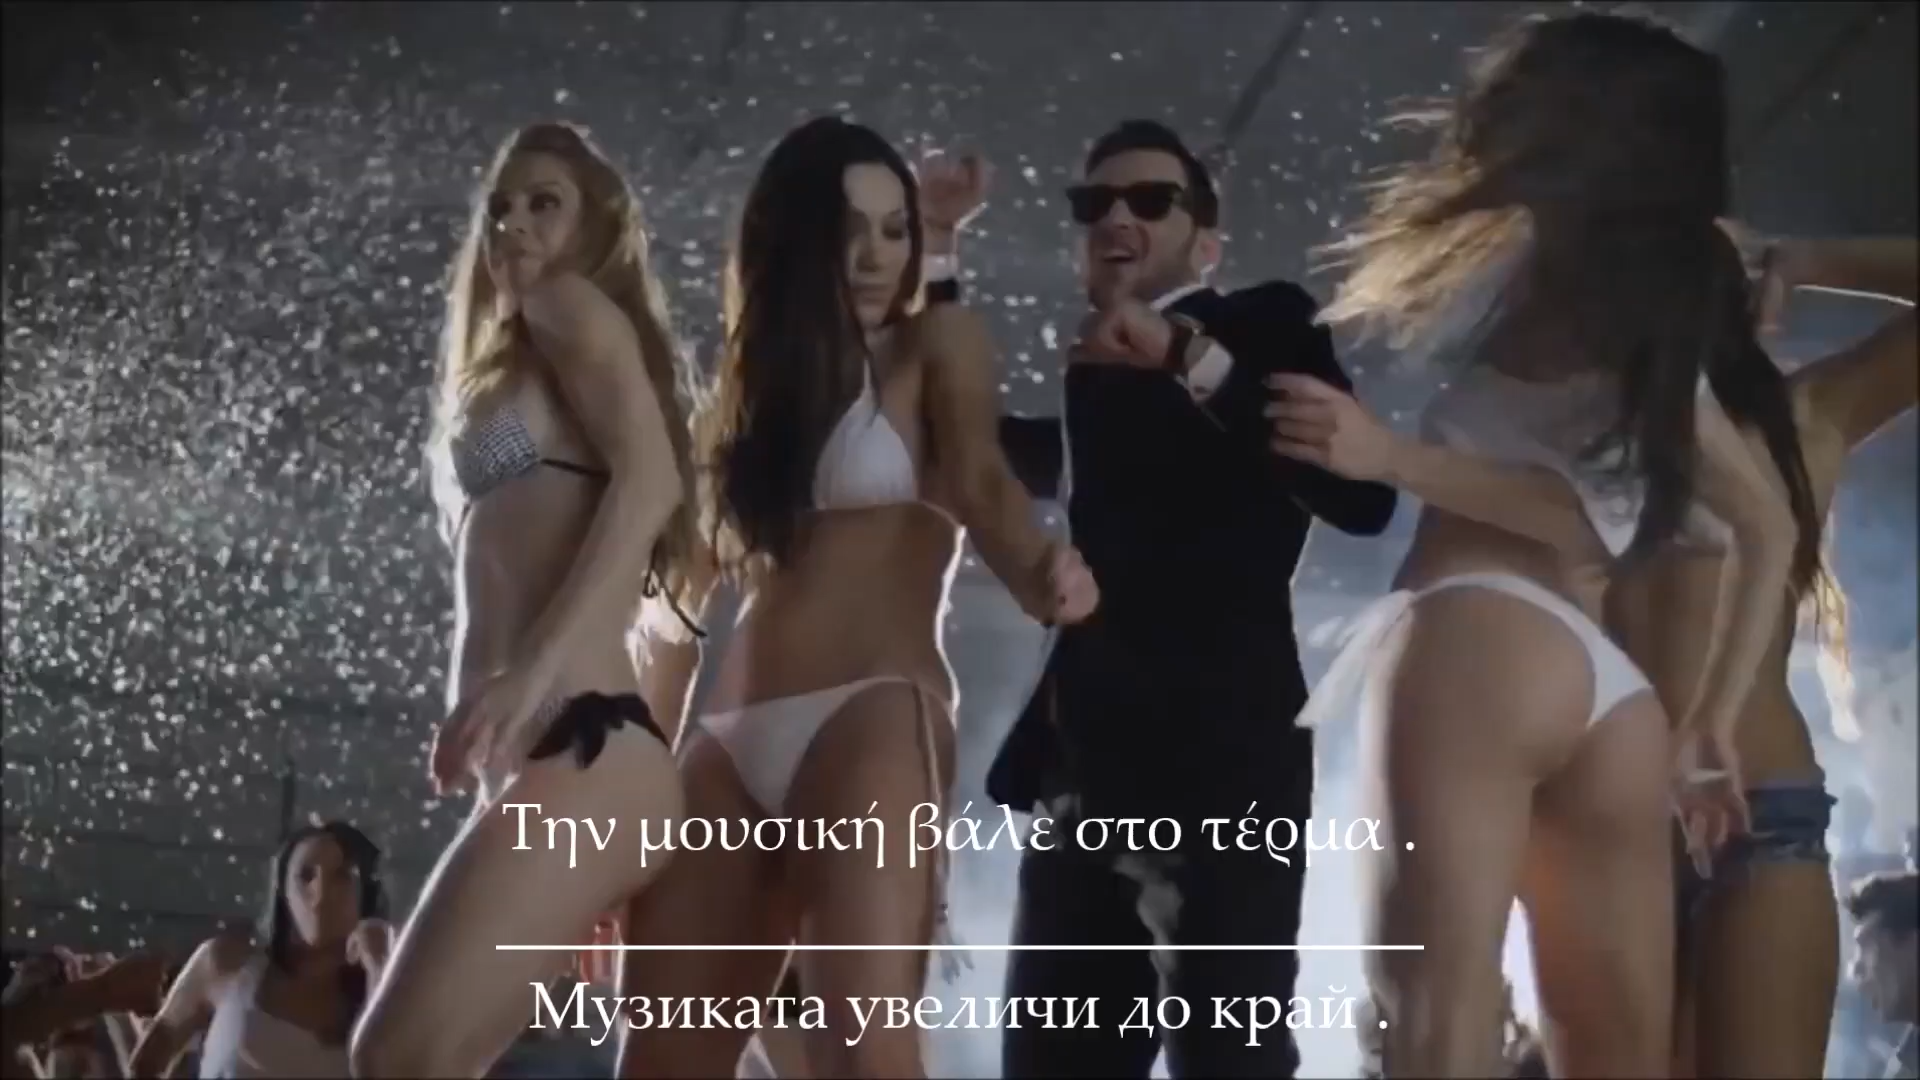 Την μουσική βάλε στο τέρμα .
Музиката увеличи до край .